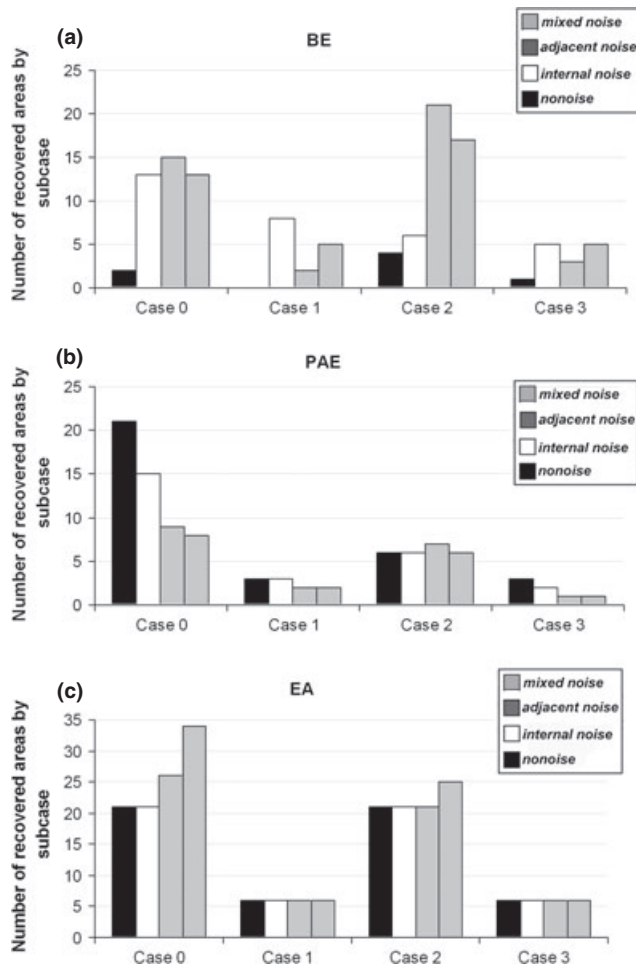 (a)
BE
mixed noise
adjacent noise
internal noise
nonoise
Number of recovered areas by
subcase
25
20
15
10
5
0
Case 0 Case 1 Case 2 Case 3
(b)
PAE
mixed noise
adjacent noise
internal noise
nonoise
Number of recovered areas by
subcase
25
20
15
10
5
0
Case 0 Case 1 Case 2 Case 3
(c)
EA
mixed noise
adjacent noise
internal noise
nonoise
Number of recovered areas by
subcase
35
30
25
20
15
10
5
0
Case 0 Case 1 Case 2 Case 3